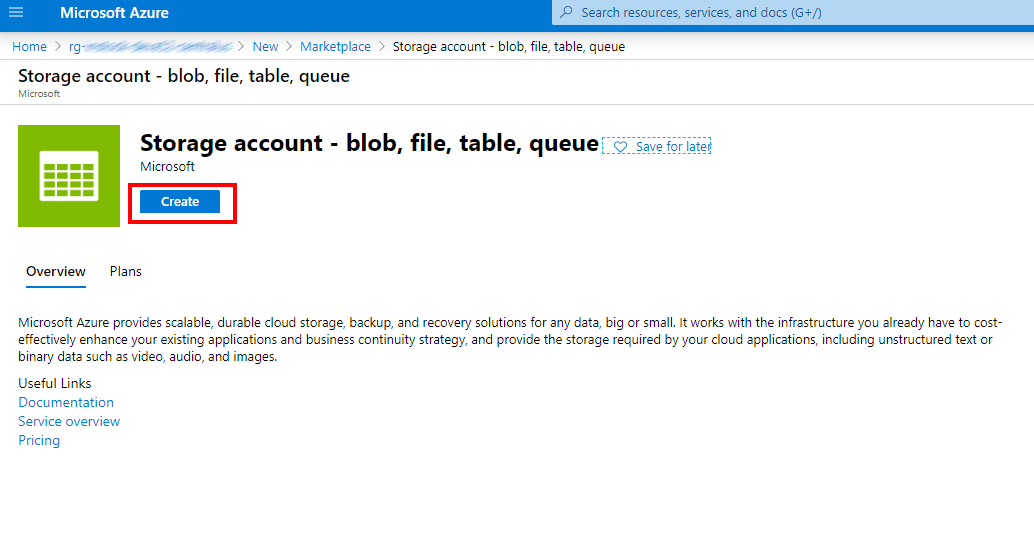 Microsoft Azure
Search resources, services, and docs (G+/)
Home > rg- > New > Marketplace > Storage account - blob, file, table, queue
Storage account - blob, file, table, queue
Microsoft
Storage account - blob, file, table, queue
Save for later
Microsoft
Create
Overview Plans
Microsoft Azure provides scalable, durable cloud storage, backup, and recovery solutions for any data, big or small. It works with the infrastructure you already have to cost-
effectively enhance your existing applications and business continuity strategy, and provide the storage required by your cloud applications, including unstructured text or
binary data such as video, audio, and images.
Useful Links
Documentation
Service overview
Pricing